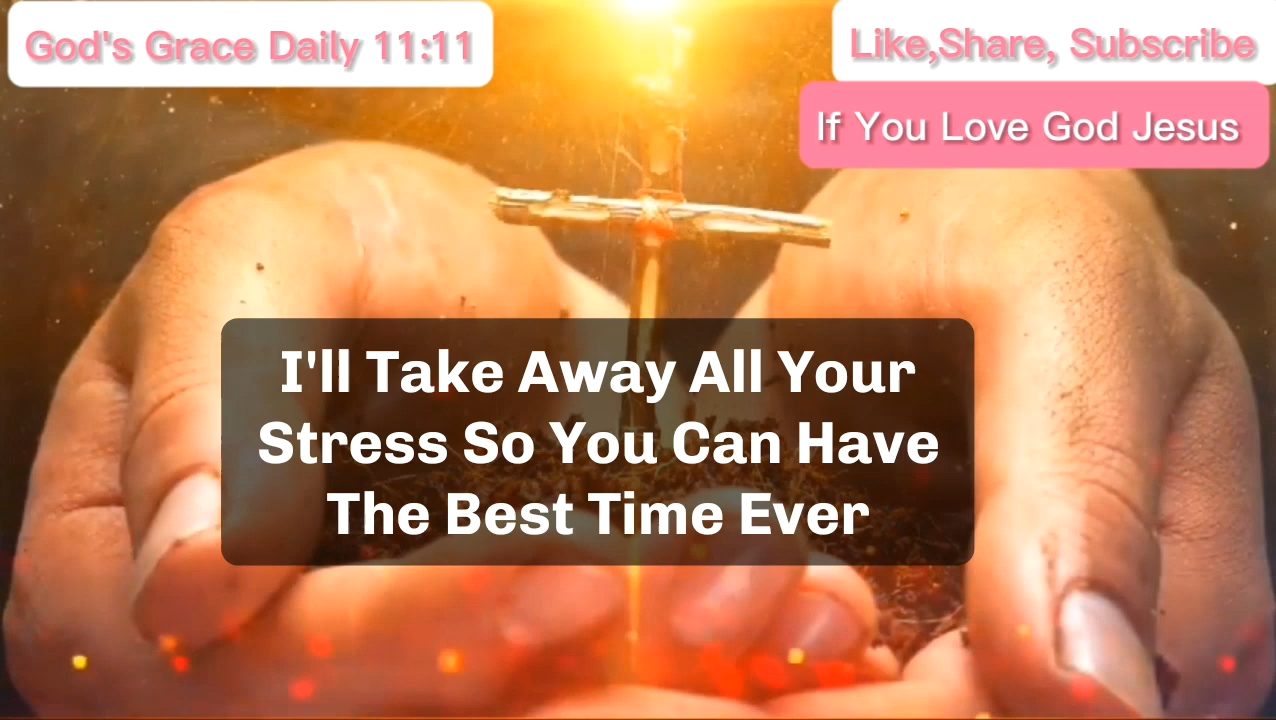 God's Grace Daily 11:11
Like,Share, Subscribe
If You Love God Jesus
I'll Take Away All Your
Stress So You Can Have
The Best Time Ever